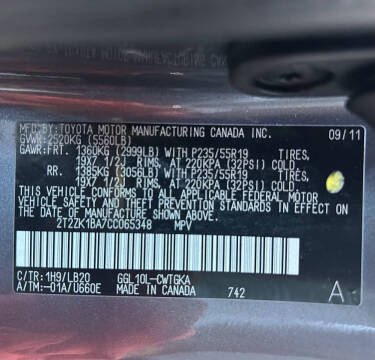 MFD.BY:TOYOTA MOTOR MANUFACTURING CANADA INC. 09/11
GVWR:2520KG (5560LB)
GAWR:FRT. 1360KG (2999LB)WITH P235/55R19 TIRES,
19X7 1/2J RIMS, AT 220KPA (32PSI) COLD
RR. 1385KG (3056LB)WITH P235/55R19 TIRES,
19X7 1/2J RIMS, AT 220KPA (32PSI) COLD
THIS VEHICLE CONFORMS TO ALL APPLICABLE FEDERAL MOTOR
VEHICLE SAFETY AND THEFT PREVENTION STANDARDS IN EFFECT
ON THE DATE OF MANUFACTURE SHOWN ABOVE.
2T2ZK1BA7CC065348 MPV
C/TR:1H9/LB20 GGL10L-CWTGKA
A/TM:-01A/U660E MADE IN CANADA 742 A